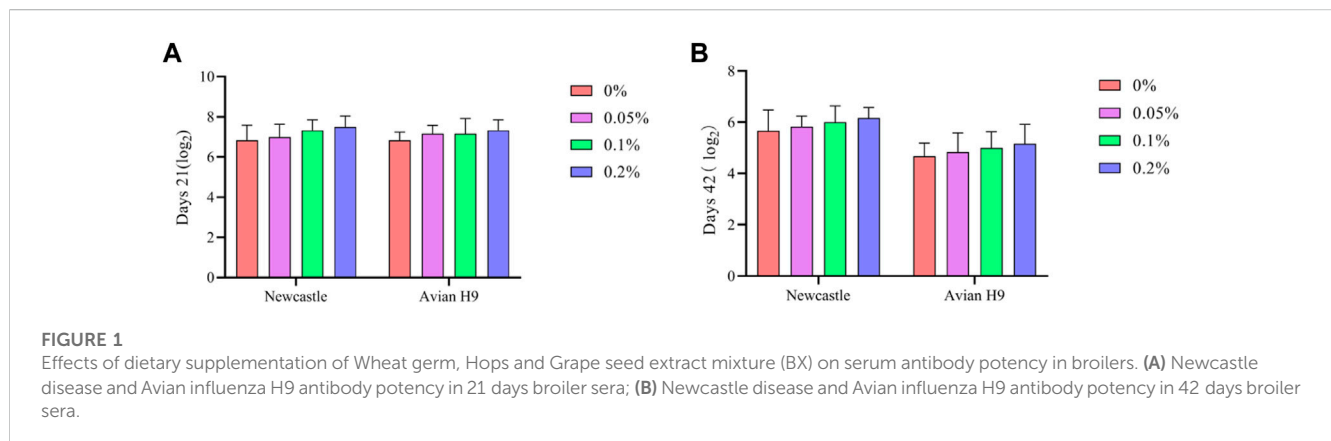 A
Days 21(log2)
10
8
6
4
2
0
Newcastle
Avian H9
0%
0.05%
0.1%
0.2%
B
Days 42 ( log2)
8
6
4
2
0
Newcastle
Avian H9
0%
0.05%
0.1%
0.2%
FIGURE 1
Effects of dietary supplementation of Wheat germ, Hops and Grape seed extract mixture (BX) on serum antibody potency in broilers. (A) Newcastle
disease and Avian influenza H9 antibody potency in 21 days broiler sera; (B) Newcastle disease and Avian influenza H9 antibody potency in 42 days broiler
sera.